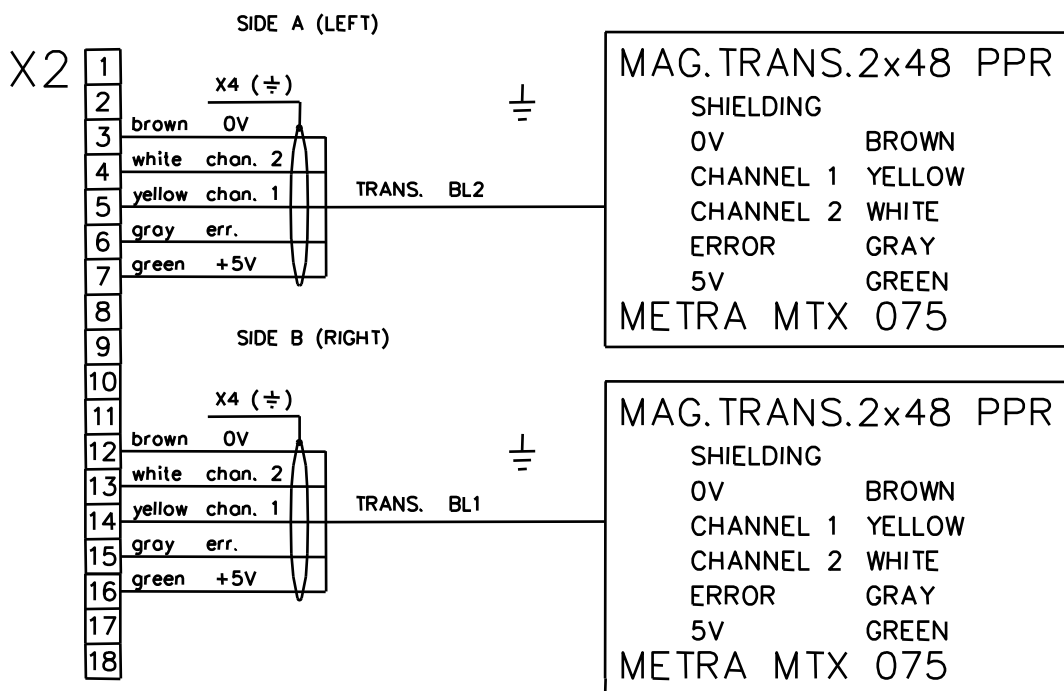 SIDE A (LEFT)
X2
1
2
3
4
5
6
7
8
9
10
11
12
13
14
15
16
17
18
X4 (⏚)
brown 0V
white chan. 2
yellow chan. 1
gray err.
green +5V
TRANS. BL2
MAG.TRANS.2x48 PPR
SHIELDING
0V BROWN
CHANNEL 1 YELLOW
CHANNEL 2 WHITE
ERROR GRAY
5V GREEN
METRA MTX 075
SIDE B (RIGHT)
X4 (⏚)
brown 0V
white chan. 2
yellow chan. 1
gray err.
green +5V
TRANS. BL1
MAG.TRANS.2x48 PPR
SHIELDING
0V BROWN
CHANNEL 1 YELLOW
CHANNEL 2 WHITE
ERROR GRAY
5V GREEN
METRA MTX 075